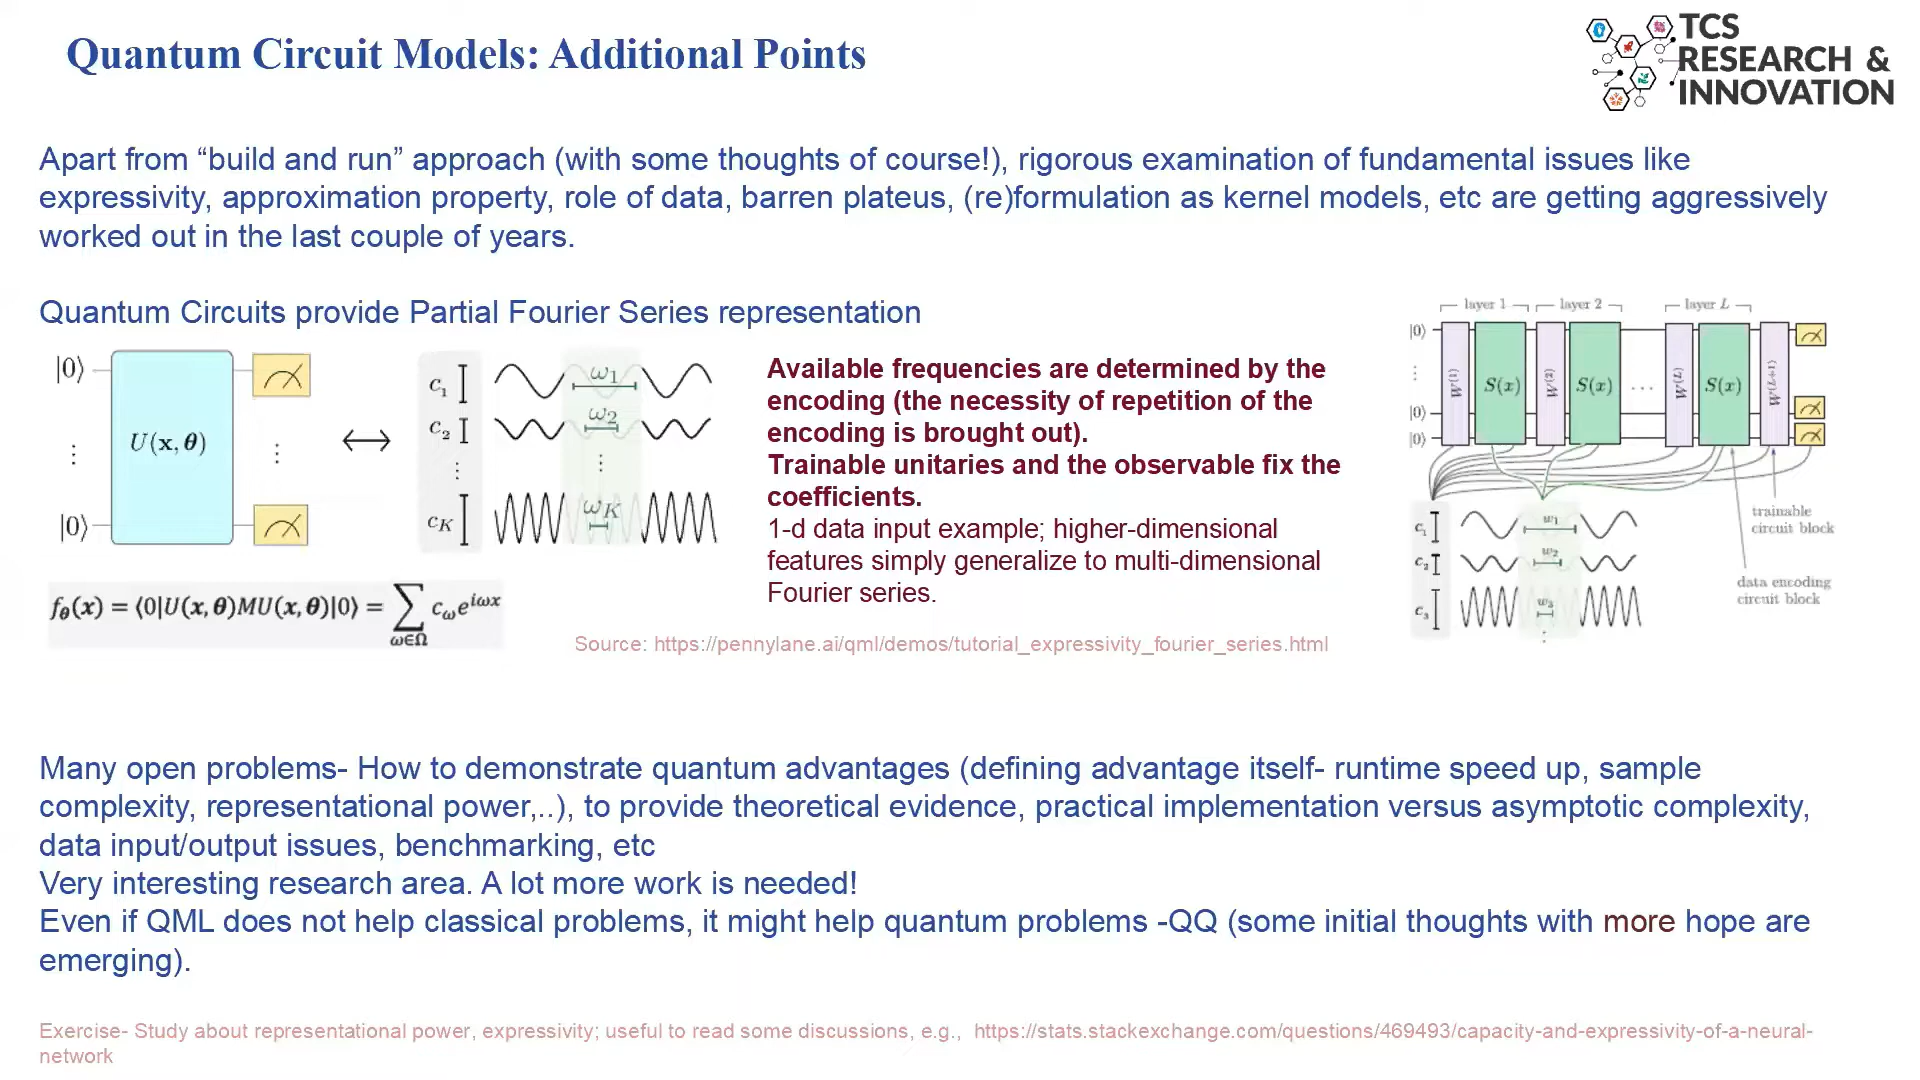 Quantum Circuit Models: Additional Points
TCS
RESEARCH &
INNOVATION
Apart from “build and run” approach (with some thoughts of course!), rigorous examination of fundamental issues like
expressivity, approximation property, role of data, barren plateus, (re)formulation as kernel models, etc are getting aggressively
worked out in the last couple of years.
Quantum Circuits provide Partial Fourier Series representation
|0⟩
⋮
|0⟩
U(x, θ)
⋮
c₁
c₂
⋮
c_K
ω₁
ω₂
⋮
ω_K
f_θ(x) = ⟨0|U(x, θ)MU(x, θ)|0⟩ = ∑_{ω∈Ω} c_ω e^{iωx}
Available frequencies are determined by the
encoding (the necessity of repetition of the
encoding is brought out).
Trainable unitaries and the observable fix the
coefficients.
1-d data input example; higher-dimensional
features simply generalize to multi-dimensional
Fourier series.
Source: https://pennylane.ai/qml/demos/tutorial_expressivity_fourier_series.html
layer 1 layer 2 layer L
|0⟩
⋮
|0⟩
|0⟩
W⁽¹⁾ S(x) W⁽²⁾ S(x) ... W⁽ᴸ⁾ S(x) W⁽ᴸ⁺¹⁾
c₁
c₂
c₃
w₁
w₂
w₃
⋮
trainable
circuit block
data encoding
circuit block
Many open problems- How to demonstrate quantum advantages (defining advantage itself- runtime speed up, sample
complexity, representational power,..), to provide theoretical evidence, practical implementation versus asymptotic complexity,
data input/output issues, benchmarking, etc
Very interesting research area. A lot more work is needed!
Even if QML does not help classical problems, it might help quantum problems -QQ (some initial thoughts with more hope are
emerging).
Exercise- Study about representational power, expressivity; useful to read some discussions, e.g., https://stats.stackexchange.com/questions/469493/capacity-and-expressivity-of-a-neural-
network